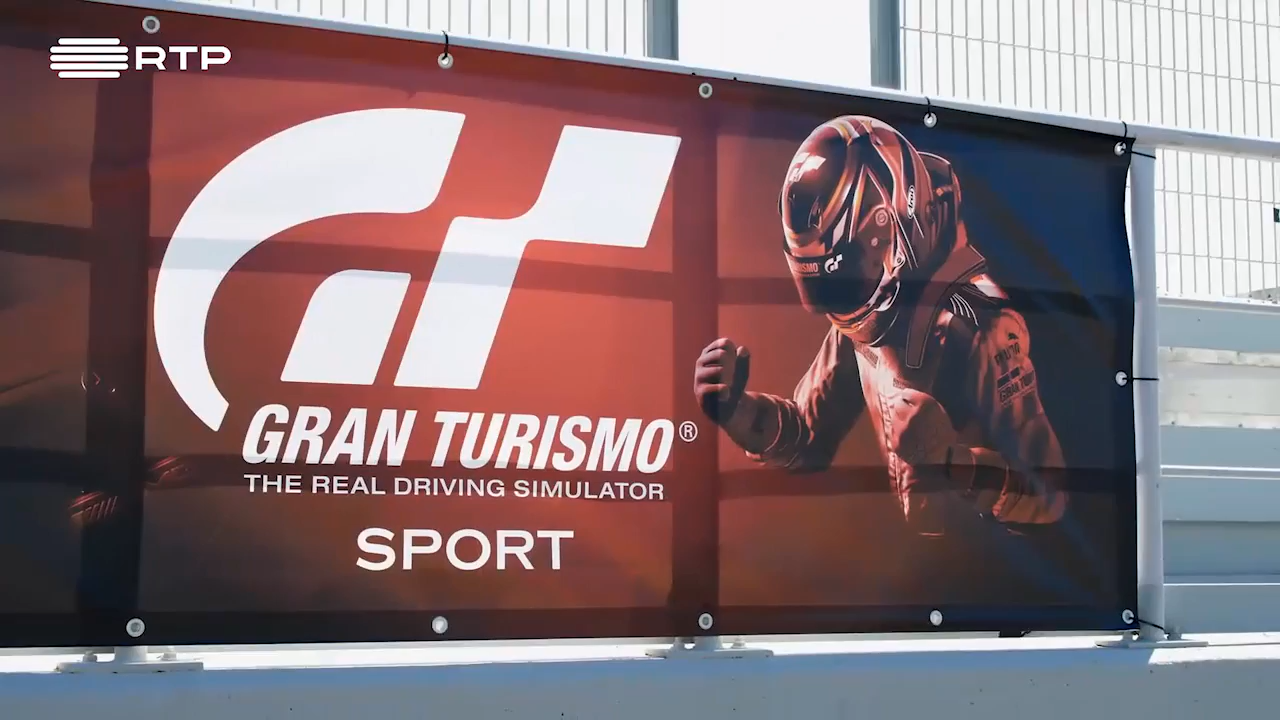 RTP
GT
GRAN TURISMO®
THE REAL DRIVING SIMULATOR
SPORT